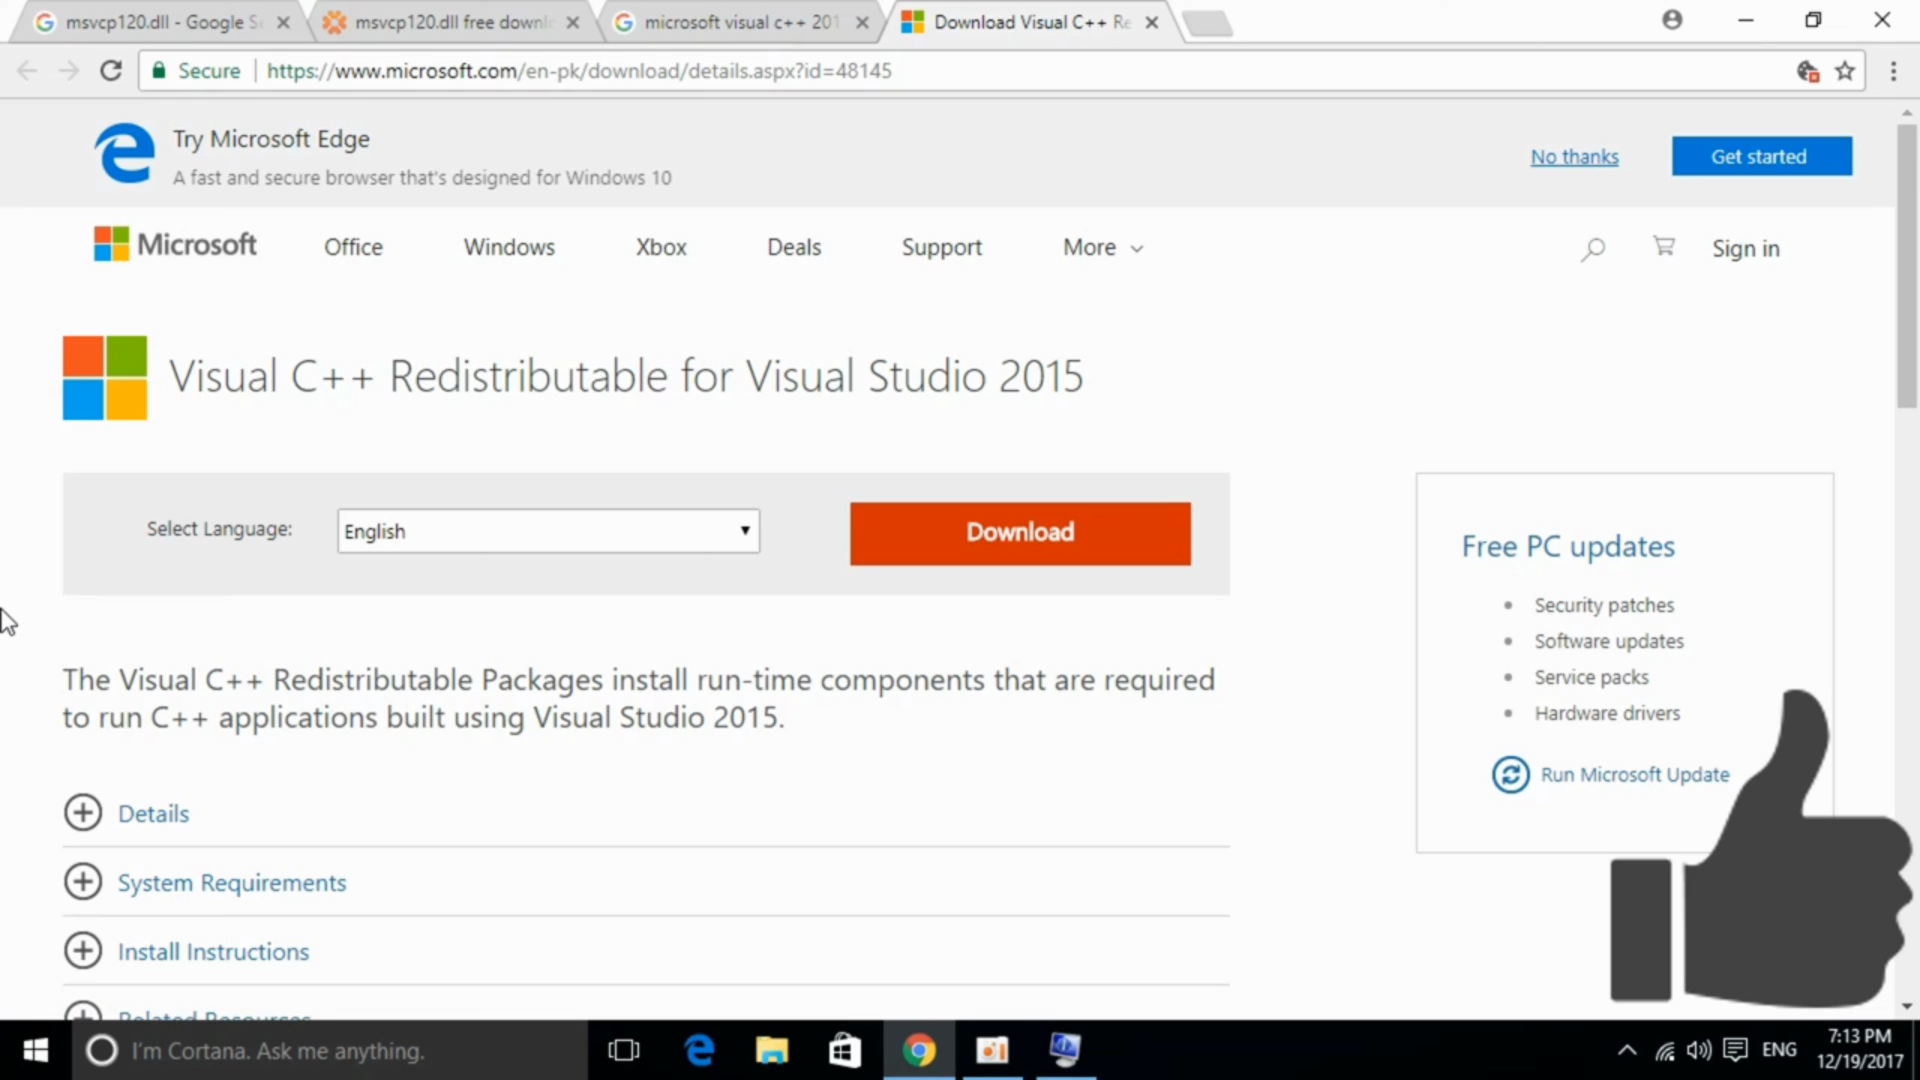 msvcp120.dll - Google S
msvcp120.dll free downl
microsoft visual c++ 201
Download Visual C++ Re
Secure
https://www.microsoft.com/en-pk/download/details.aspx?id=48145
Try Microsoft Edge
A fast and secure browser that's designed for Windows 10
No thanks
Get started
Microsoft
Office
Windows
Xbox
Deals
Support
More
Sign in
Visual C++ Redistributable for Visual Studio 2015
Select Language:
English
Download
Free PC updates
Security patches
Software updates
Service packs
Hardware drivers
Run Microsoft Update
The Visual C++ Redistributable Packages install run-time components that are required
to run C++ applications built using Visual Studio 2015.
Details
System Requirements
Install Instructions
Related Resources
I'm Cortana. Ask me anything.
ENG
7:13 PM
12/19/2017